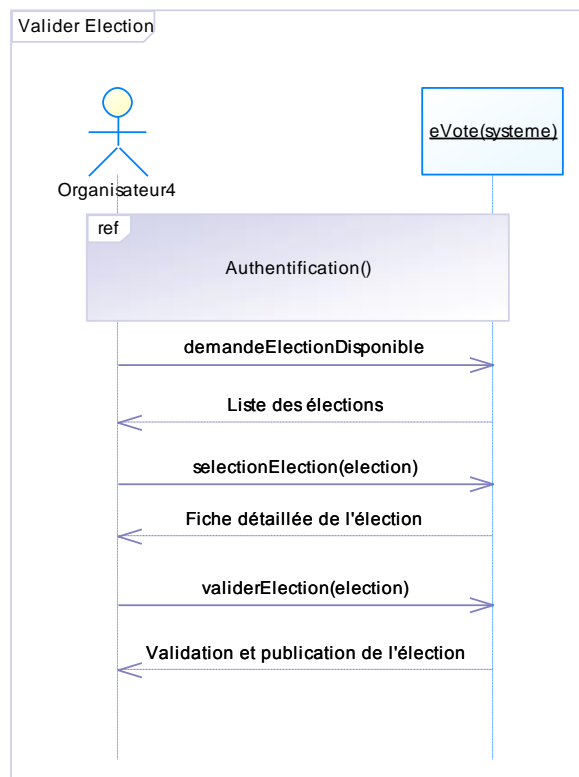 Valider Election
eVote(systeme)
Organisateur4
ref
Authentification()
demandeElectionDisponible
Liste des élections
selectionElection(election)
Fiche détaillée de l'élection
validerElection(election)
Validation et publication de l'élection